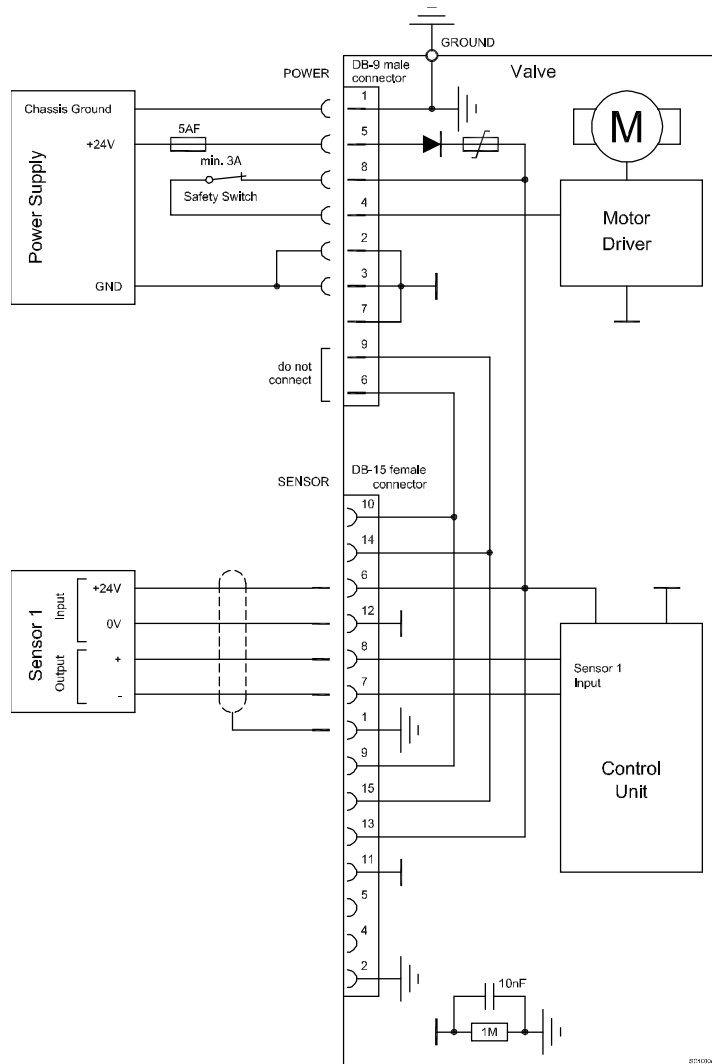 GROUND
POWER
DB-9 male
connector
Valve
Chassis Ground
1
+24V
5AF
5
M
min. 3A
8
Safety Switch
4
Power Supply
Motor
Driver
2
GND
3
7
9
do not
connect
6
SENSOR
DB-15 female
connector
10
14
+24V
6
Input
0V
12
Sensor 1
+
8
Sensor 1
Input
Output
-
7
1
9
Control
Unit
15
13
11
5
4
2
10nF
1M